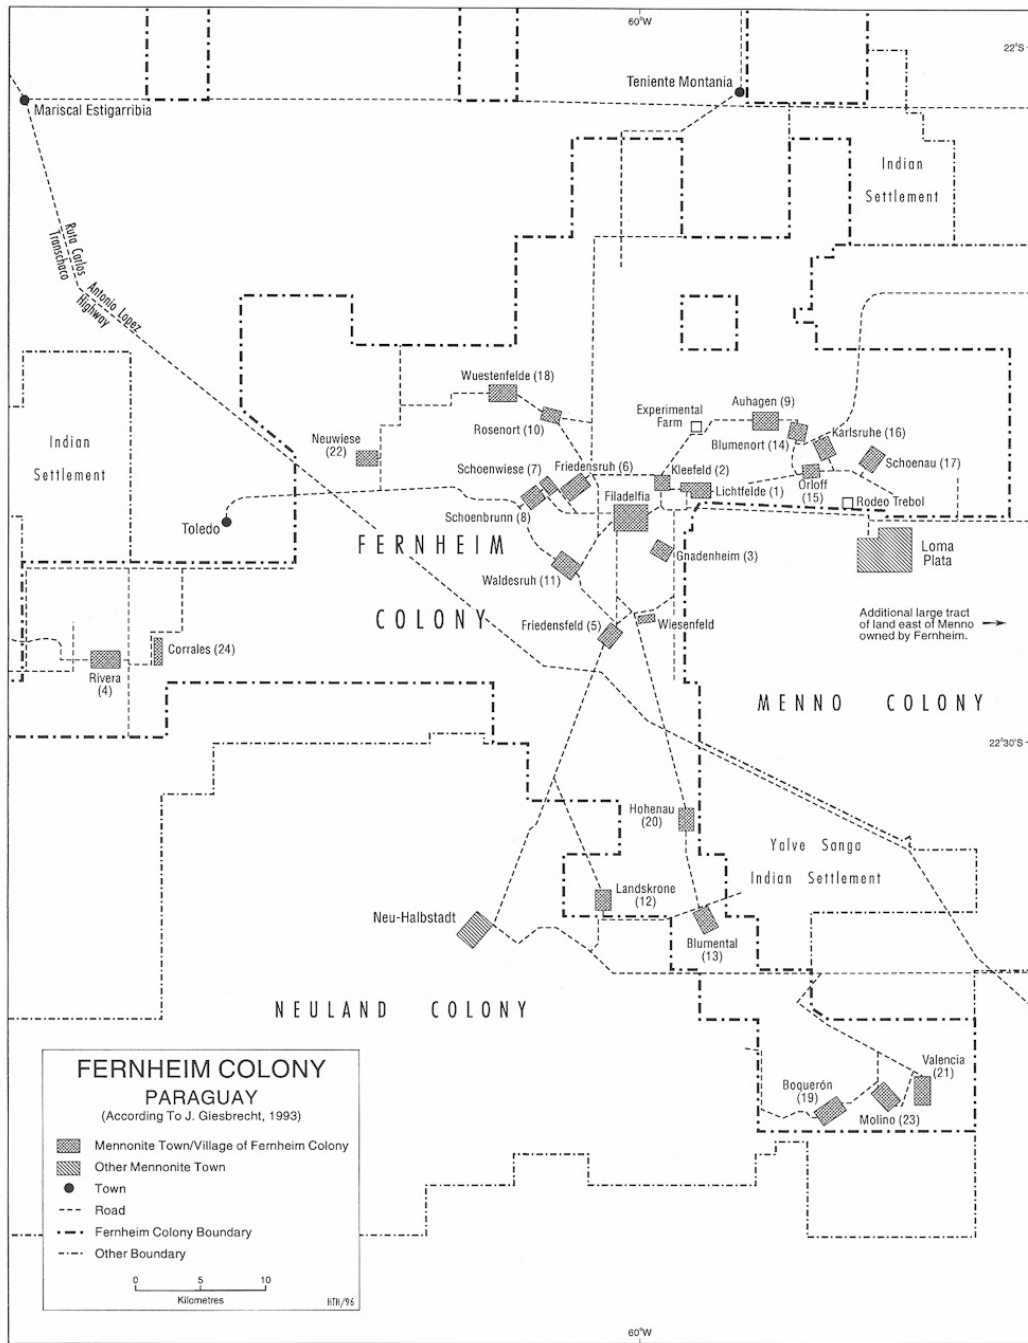 60°W
22°S
Mariscal Estigarribia
Teniente Montania
Indian
Settlement
Ruta Carlos Antonio Lopez
Transchaco Highway
Wuestenfelde (18)
Auhagen (9)
Experimental
Farm
Rosenort (10)
Blumenort (14)
Karlsruhe (16)
Neuwiese
(22)
Indian
Settlement
Schoenwiese (7)
Friedensruh (6)
Kleefeld (2)
Schoenau (17)
Lichtfelde (1)
Orloff
(15)
Rodeo Trebol
Filadelfia
Schoenbrunn (8)
Toledo
FERNHEIM
COLONY
Gnadenheim (3)
Loma
Plata
Waldesruh (11)
Additional large tract
of land east of Menno
owned by Fernheim.
Friedensfeld (5)
Wiesenfeld
Corrales (24)
Rivera
(4)
MENNO COLONY
22°30'S
Hohenau
(20)
Yalve Sanga
Indian Settlement
Landskrone
(12)
Neu-Halbstadt
Blumental
(13)
NEULAND COLONY
Valencia
(21)
Boquerón
(19)
Molino (23)
FERNHEIM COLONY
PARAGUAY
(According To J. Giesbrecht, 1993)
Mennonite Town/Village of Fernheim Colony
Other Mennonite Town
Town
Road
Fernheim Colony Boundary
Other Boundary
0 5 10
Kilometres
HTH/96
60°W